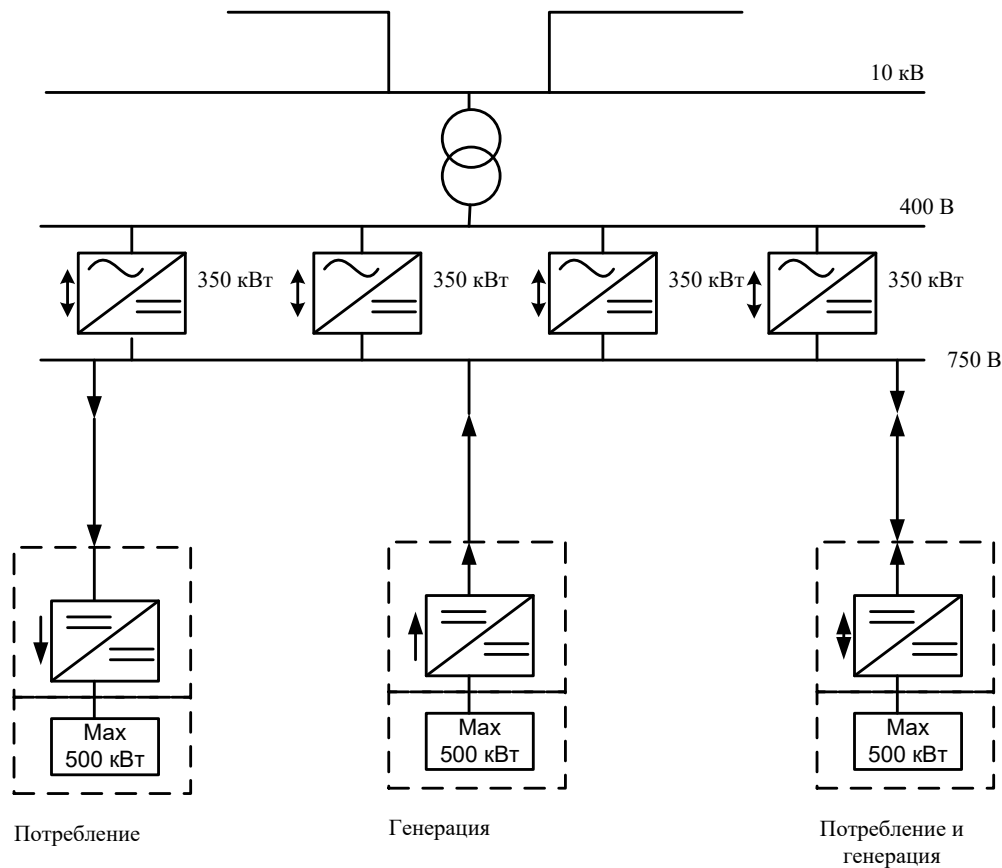 10 кВ
400 В
350 кВт
350 кВт
350 кВт
350 кВт
750 В
Max
500 кВт
Max
500 кВт
Max
500 кВт
Потребление
Генерация
Потребление и
генерация